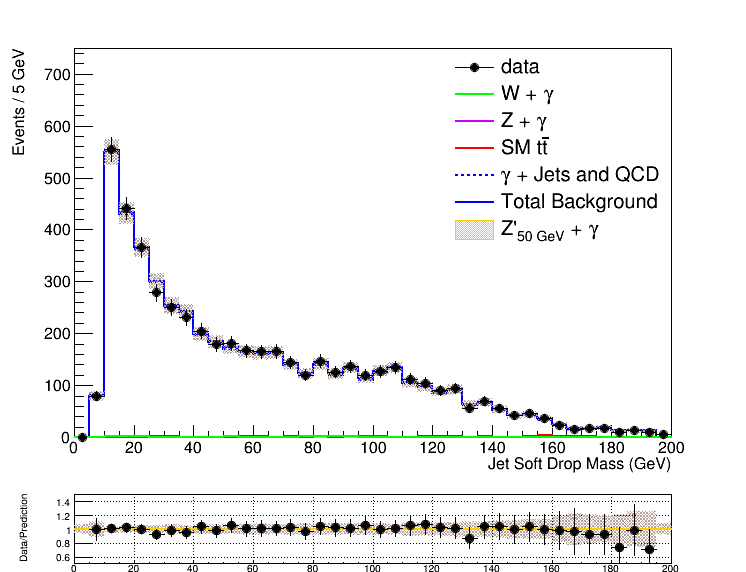 Events / 5 GeV
700
600
500
400
300
200
100
0
data
W + γ
Z + γ
SM tt̄
γ + Jets and QCD
Total Background
Z'50 GeV + γ
0 20 40 60 80 100 120 140 160 180 200
Jet Soft Drop Mass (GeV)
Data/Prediction
1.4
1.2
1
0.8
0.6
0 20 40 60 80 100 120 140 160 180 200